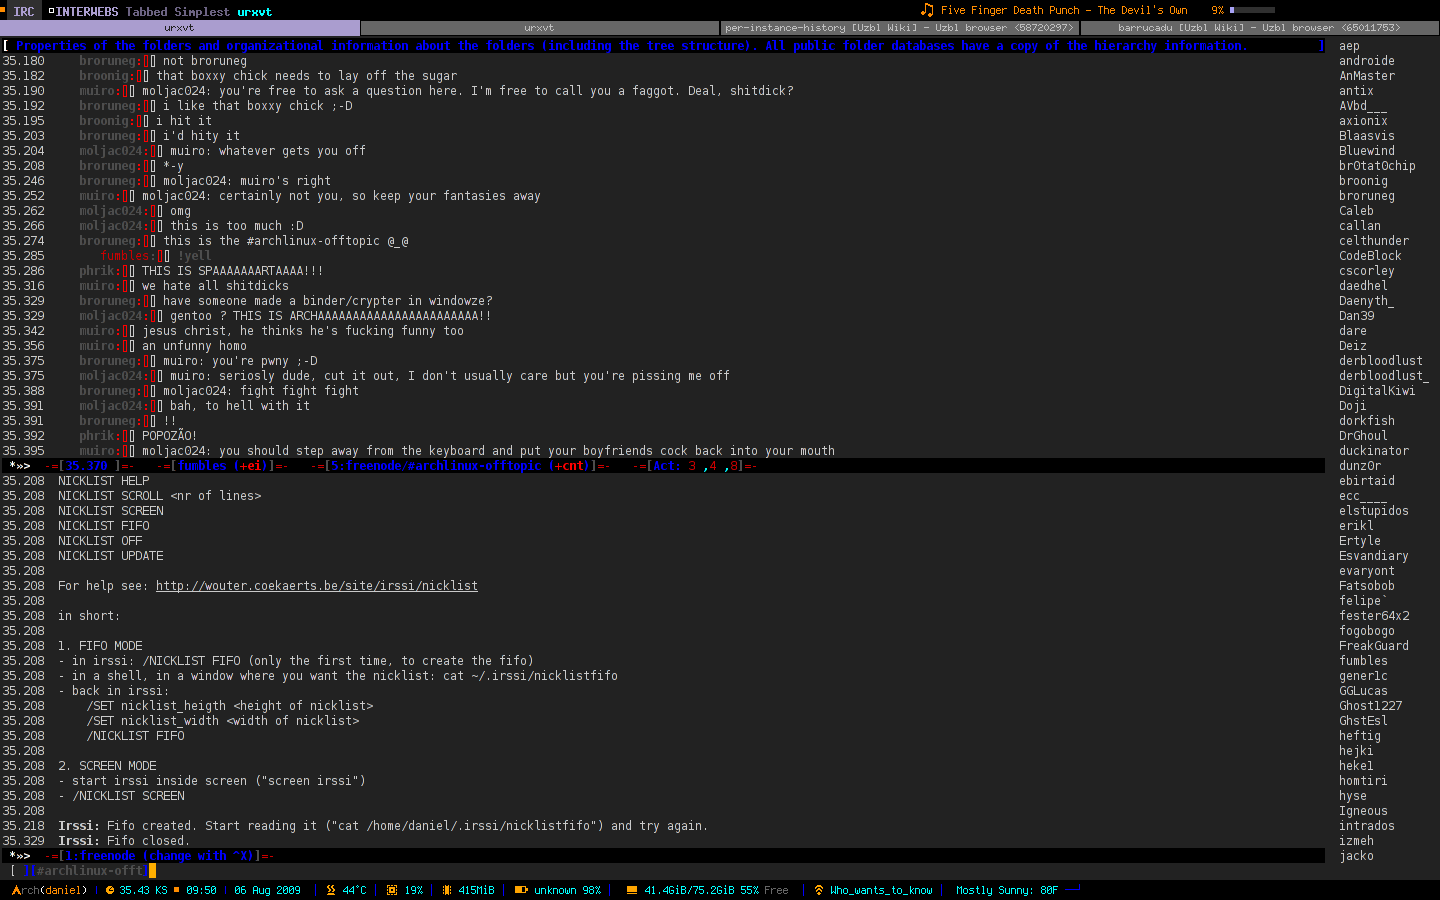 IRC INTERWEBS Tabbed Simplest urxvt Five Finger Death Punch - The Devil's Own 9%
urxvt urxvt per-instance-history [Uzbl Wiki] - Uzbl browser <58720297> barrucadu [Uzbl Wiki] - Uzbl browser <65011753>
[ Properties of the folders and organizational information about the folders (including the tree structure). All public folder databases have a copy of the hierarchy information. ]
35.180 broruneg:[] not broruneg
35.182 broonig:[] that boxxy chick needs to lay off the sugar
35.190 muiro:[] moljac024: you're free to ask a question here. I'm free to call you a faggot. Deal, shitdick?
35.192 broruneg:[] i like that boxxy chick ;-D
35.195 broonig:[] i hit it
35.203 broruneg:[] i'd hity it
35.204 moljac024:[] muiro: whatever gets you off
35.208 broruneg:[] *-y
35.246 broruneg:[] moljac024: muiro's right
35.252 muiro:[] moljac024: certainly not you, so keep your fantasies away
35.262 moljac024:[] omg
35.266 moljac024:[] this is too much :D
35.274 broruneg:[] this is the #archlinux-offtopic @_@
35.285 fumbles:[] !yell
35.286 phrik:[] THIS IS SPAAAAAAARTAAAA!!!
35.316 muiro:[] we hate all shitdicks
35.329 broruneg:[] have someone made a binder/crypter in windowze?
35.329 moljac024:[] gentoo ? THIS IS ARCHAAAAAAAAAAAAAAAAAAAAAAA!!
35.342 muiro:[] jesus christ, he thinks he's fucking funny too
35.356 muiro:[] an unfunny homo
35.375 broruneg:[] muiro: you're pwny ;-D
35.375 moljac024:[] muiro: seriosly dude, cut it out, I don't usually care but you're pissing me off
35.388 broruneg:[] moljac024: fight fight fight
35.391 moljac024:[] bah, to hell with it
35.391 broruneg:[] !!
35.392 phrik:[] POPOZÃO!
35.395 muiro:[] moljac024: you should step away from the keyboard and put your boyfriends cock back into your mouth
*»> -=[35.370 ]=- -=[fumbles (+ei)]=- -=[5:freenode/#archlinux-offtopic (+cnt)]=- -=[Act: 3 ,4 ,8]=-
35.208 NICKLIST HELP
35.208 NICKLIST SCROLL <nr of lines>
35.208 NICKLIST SCREEN
35.208 NICKLIST FIFO
35.208 NICKLIST OFF
35.208 NICKLIST UPDATE
35.208
35.208 For help see: http://wouter.coekaerts.be/site/irssi/nicklist
35.208
35.208 in short:
35.208
35.208 1. FIFO MODE
35.208 - in irssi: /NICKLIST FIFO (only the first time, to create the fifo)
35.208 - in a shell, in a window where you want the nicklist: cat ~/.irssi/nicklistfifo
35.208 - back in irssi:
35.208 /SET nicklist_heigth <height of nicklist>
35.208 /SET nicklist_width <width of nicklist>
35.208 /NICKLIST FIFO
35.208
35.208 2. SCREEN MODE
35.208 - start irssi inside screen ("screen irssi")
35.208 - /NICKLIST SCREEN
35.208
35.218 Irssi: Fifo created. Start reading it ("cat /home/daniel/.irssi/nicklistfifo") and try again.
35.329 Irssi: Fifo closed.
*»> -=[1:freenode (change with ^X)]=-
[ [#archlinux-offt]
aep
androide
AnMaster
antix
AVbd___
axionix
Blaasvis
Bluewind
br0tat0chip
broonig
broruneg
Caleb
callan
celthunder
CodeBlock
cscorley
daedhel
Daenyth_
Dan39
dare
Deiz
derbloodlust
derbloodlust_
DigitalKiwi
Doji
dorkfish
DrGhoul
duckinator
dunz0r
ebirtaid
ecc____
elstupidos
erikl
Ertyle
Esvandiary
evaryont
Fatsobob
felipe`
fester64x2
fogobogo
FreakGuard
fumbles
gener1c
GGLucas
Ghost1227
GhstEsl
heftig
hejki
hekel
homtiri
hyse
Igneous
intrados
izmeh
jacko
Arch(daniel) 35.43 KS 09:50 06 Aug 2009 44°C 19% 415MiB unknown 98% 41.4GiB/75.2GiB 55% Free Who_wants_to_know Mostly Sunny: 80F